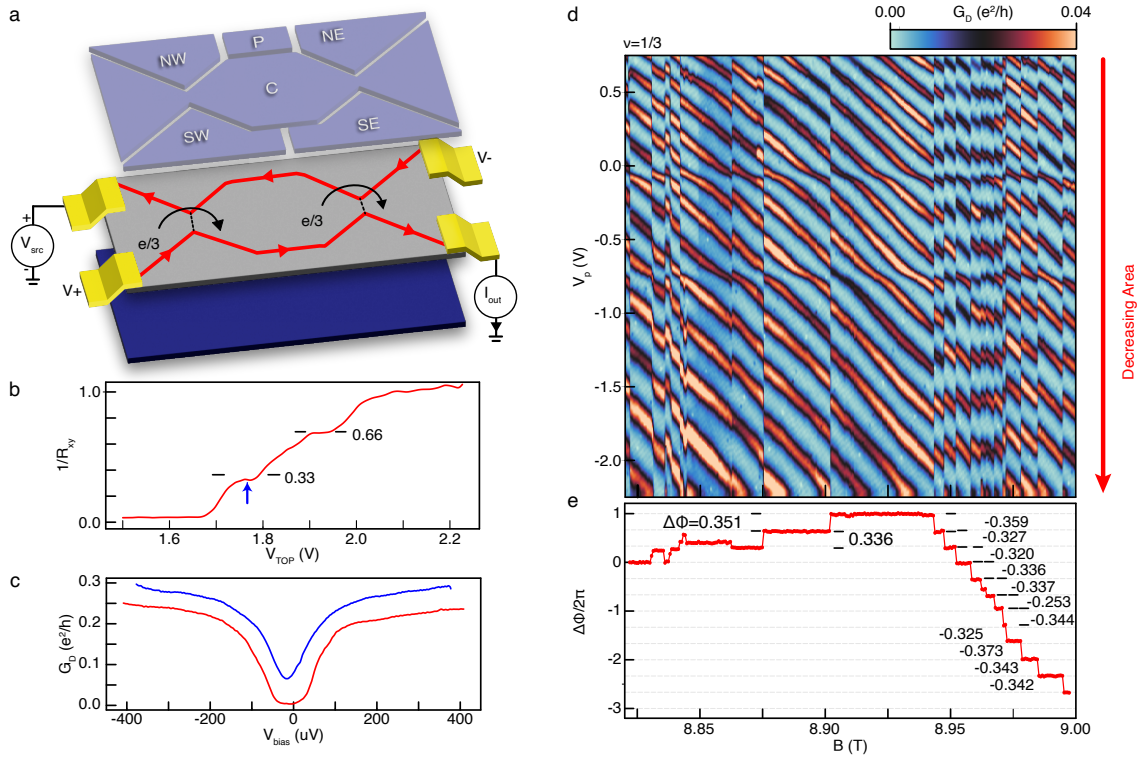 a
NW
P
NE
C
SW
SE
V-
+
V_src
-
e/3
e/3
V+
I_out
b
1.0
0.0
1/R_xy
0.66
0.33
1.6
1.8
2.0
2.2
V_TOP (V)
c
0.3
0.2
0.1
0.0
G_D (e²/h)
-400
-200
0
200
400
V_bias (uV)
d
0.00
G_D (e²/h)
0.04
ν=1/3
0.5
0.0
-0.5
-1.0
-1.5
-2.0
V_p (V)
Decreasing Area
e
1
0
-1
-2
-3
ΔΦ/2π
ΔΦ=0.351
0.336
-0.359
-0.327
-0.320
-0.336
-0.337
-0.253
-0.344
-0.325
-0.373
-0.343
-0.342
8.85
8.90
8.95
9.00
B (T)